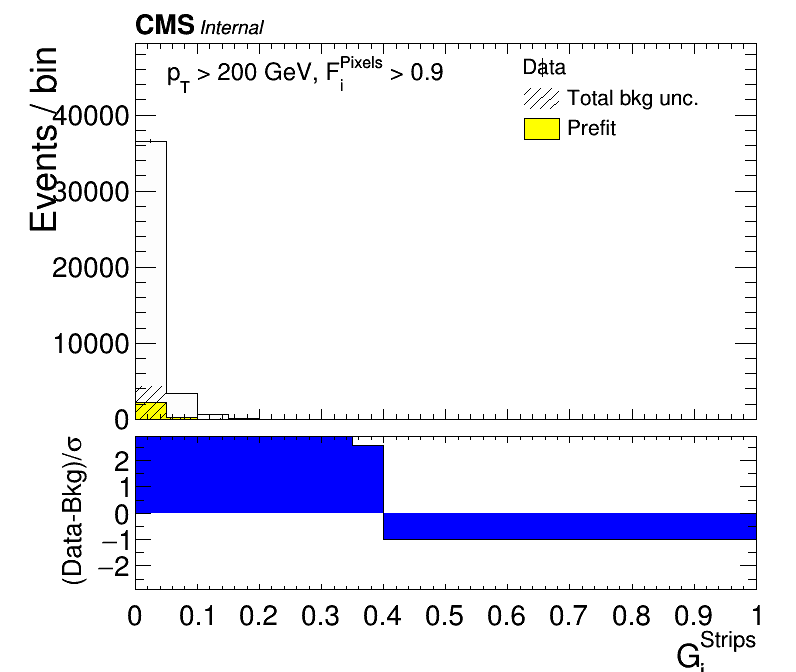 CMS Internal
p_T > 200 GeV, F_i^Pixels > 0.9
Data
Total bkg unc.
Prefit
Events / bin
40000
30000
20000
10000
0
(Data-Bkg)/σ
2
1
0
−1
−2
0 0.1 0.2 0.3 0.4 0.5 0.6 0.7 0.8 0.9 1
G_i^Strips